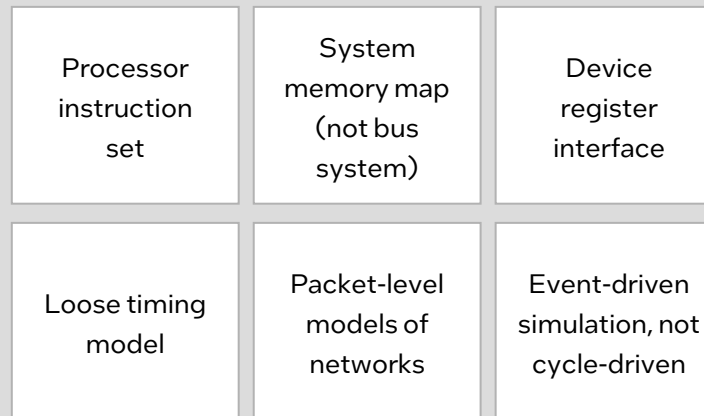 Processor
instruction
set
System
memory map
(not bus
system)
Device
register
interface
Loose timing
model
Packet-level
models of
networks
Event-driven
simulation, not
cycle-driven